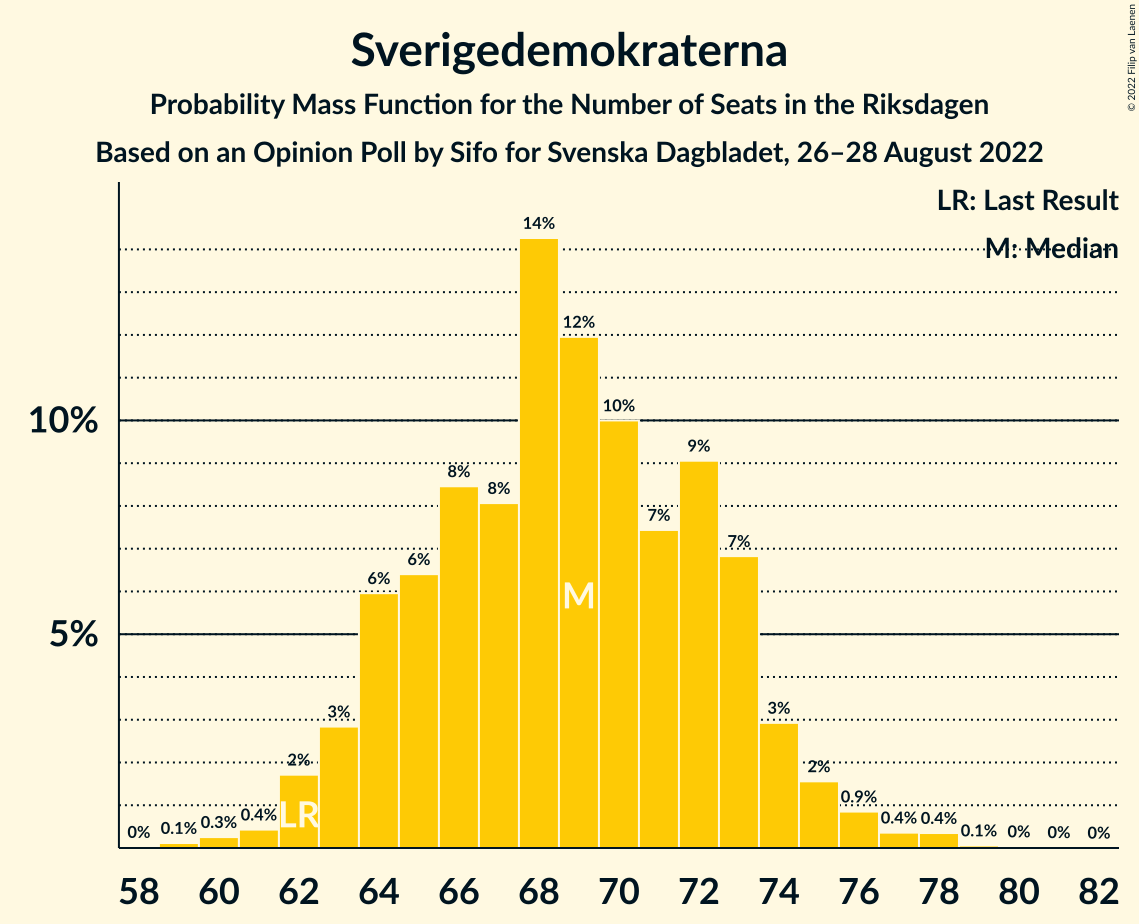 Sverigedemokraterna
Probability Mass Function for the Number of Seats in the Riksdagen
Based on an Opinion Poll by Sifo for Svenska Dagbladet, 26–28 August 2022
© 2022 Filip van Laenen
LR: Last Result
M: Median
10%
5%
0% 0.1% 0.3% 0.4% 2% 3% 6% 6% 8% 8% 14% 12% 10% 7% 9% 7% 3% 2% 0.9% 0.4% 0.4% 0.1% 0% 0% 0%
M
LR
58 60 62 64 66 68 70 72 74 76 78 80 82